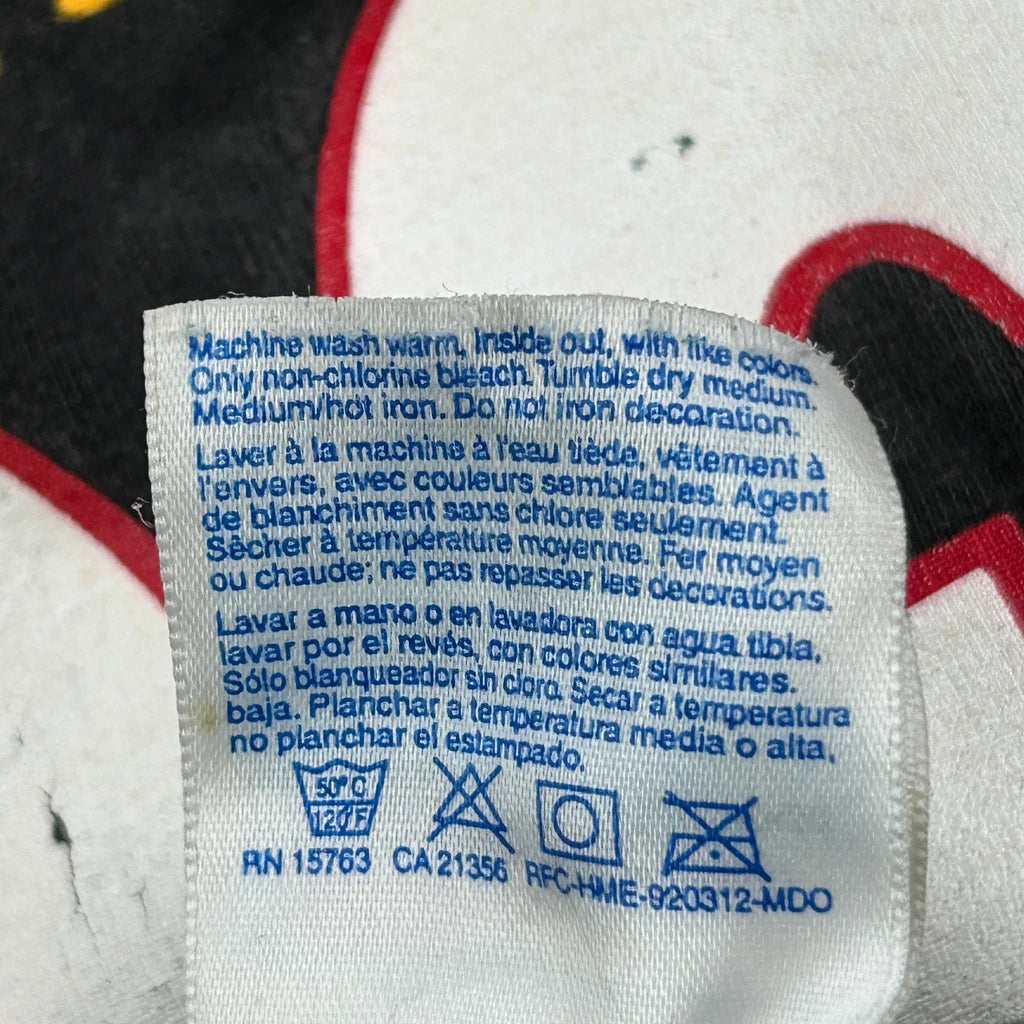 Machine wash warm, inside out, with like colors.
Only non-chlorine bleach. Tumble dry medium.
Medium/hot iron. Do not iron decoration.
Laver à la machine à l'eau tiède, vêtement à
l'envers, avec couleurs semblables. Agent
de blanchiment sans chlore seulement.
Sècher à température moyenne. Fer moyen
ou chaude; ne pas repasser les decorations.
Lavar a mano o en lavadora con agua tibia,
lavar por el revés, con colores similares.
Sólo blanqueador sin cloro. Secar a temperatura
baja. Planchar a temperatura media o alta,
no planchar el estampado.
50°C
120°F
RN 15763 CA 21356 RFC-HME-920312-MDO